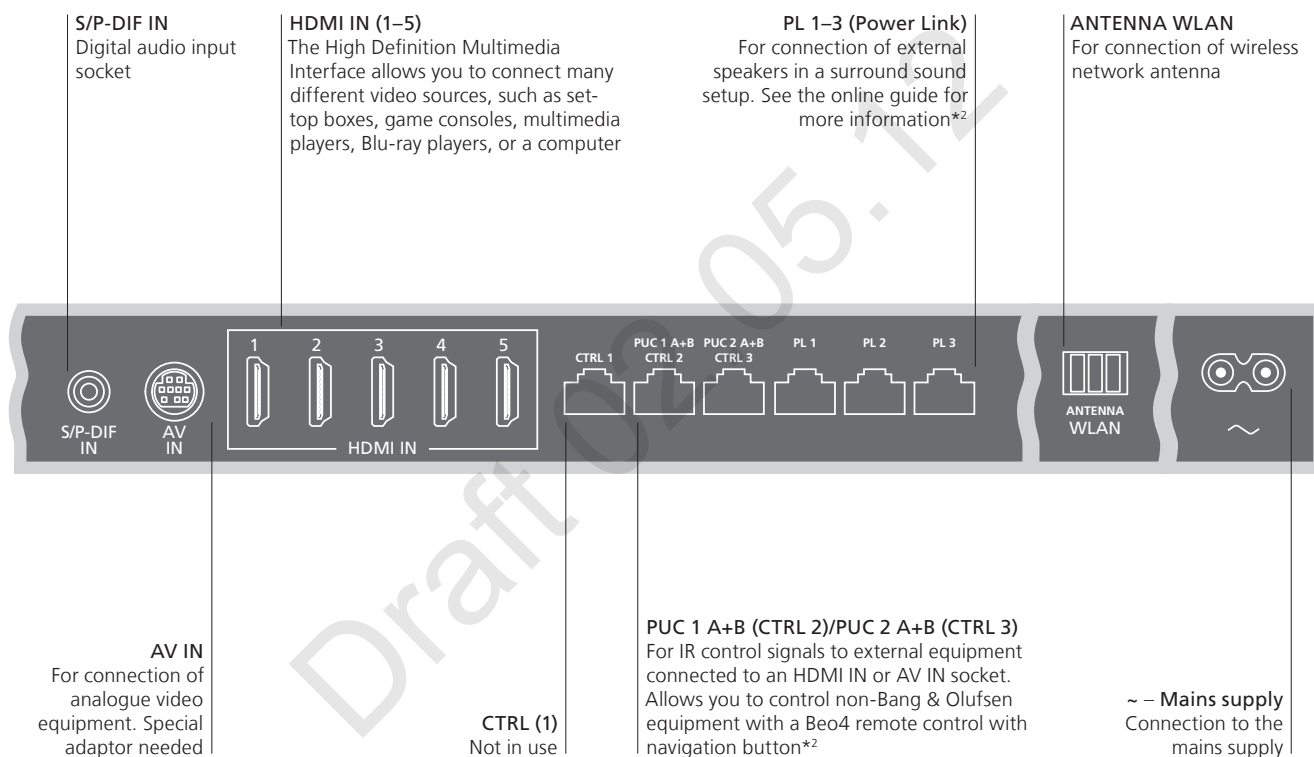 S/P-DIF IN
Digital audio input
socket
HDMI IN (1–5)
The High Definition Multimedia
Interface allows you to connect many
different video sources, such as set-
top boxes, game consoles, multimedia
players, Blu-ray players, or a computer
PL 1–3 (Power Link)
For connection of external
speakers in a surround sound
setup. See the online guide for
more information*2
ANTENNA WLAN
For connection of wireless
network antenna
S/P-DIF
IN
AV
IN
1 2 3 4 5
HDMI IN
CTRL 1
PUC 1 A+B
CTRL 2
PUC 2 A+B
CTRL 3
PL 1
PL 2
PL 3
ANTENNA
WLAN
~
AV IN
For connection of
analogue video
equipment. Special
adaptor needed
CTRL (1)
Not in use
PUC 1 A+B (CTRL 2)/PUC 2 A+B (CTRL 3)
For IR control signals to external equipment
connected to an HDMI IN or AV IN socket.
Allows you to control non-Bang & Olufsen
equipment with a Beo4 remote control with
navigation button*2
~ – Mains supply
Connection to the
mains supply
Draft 02.05.12